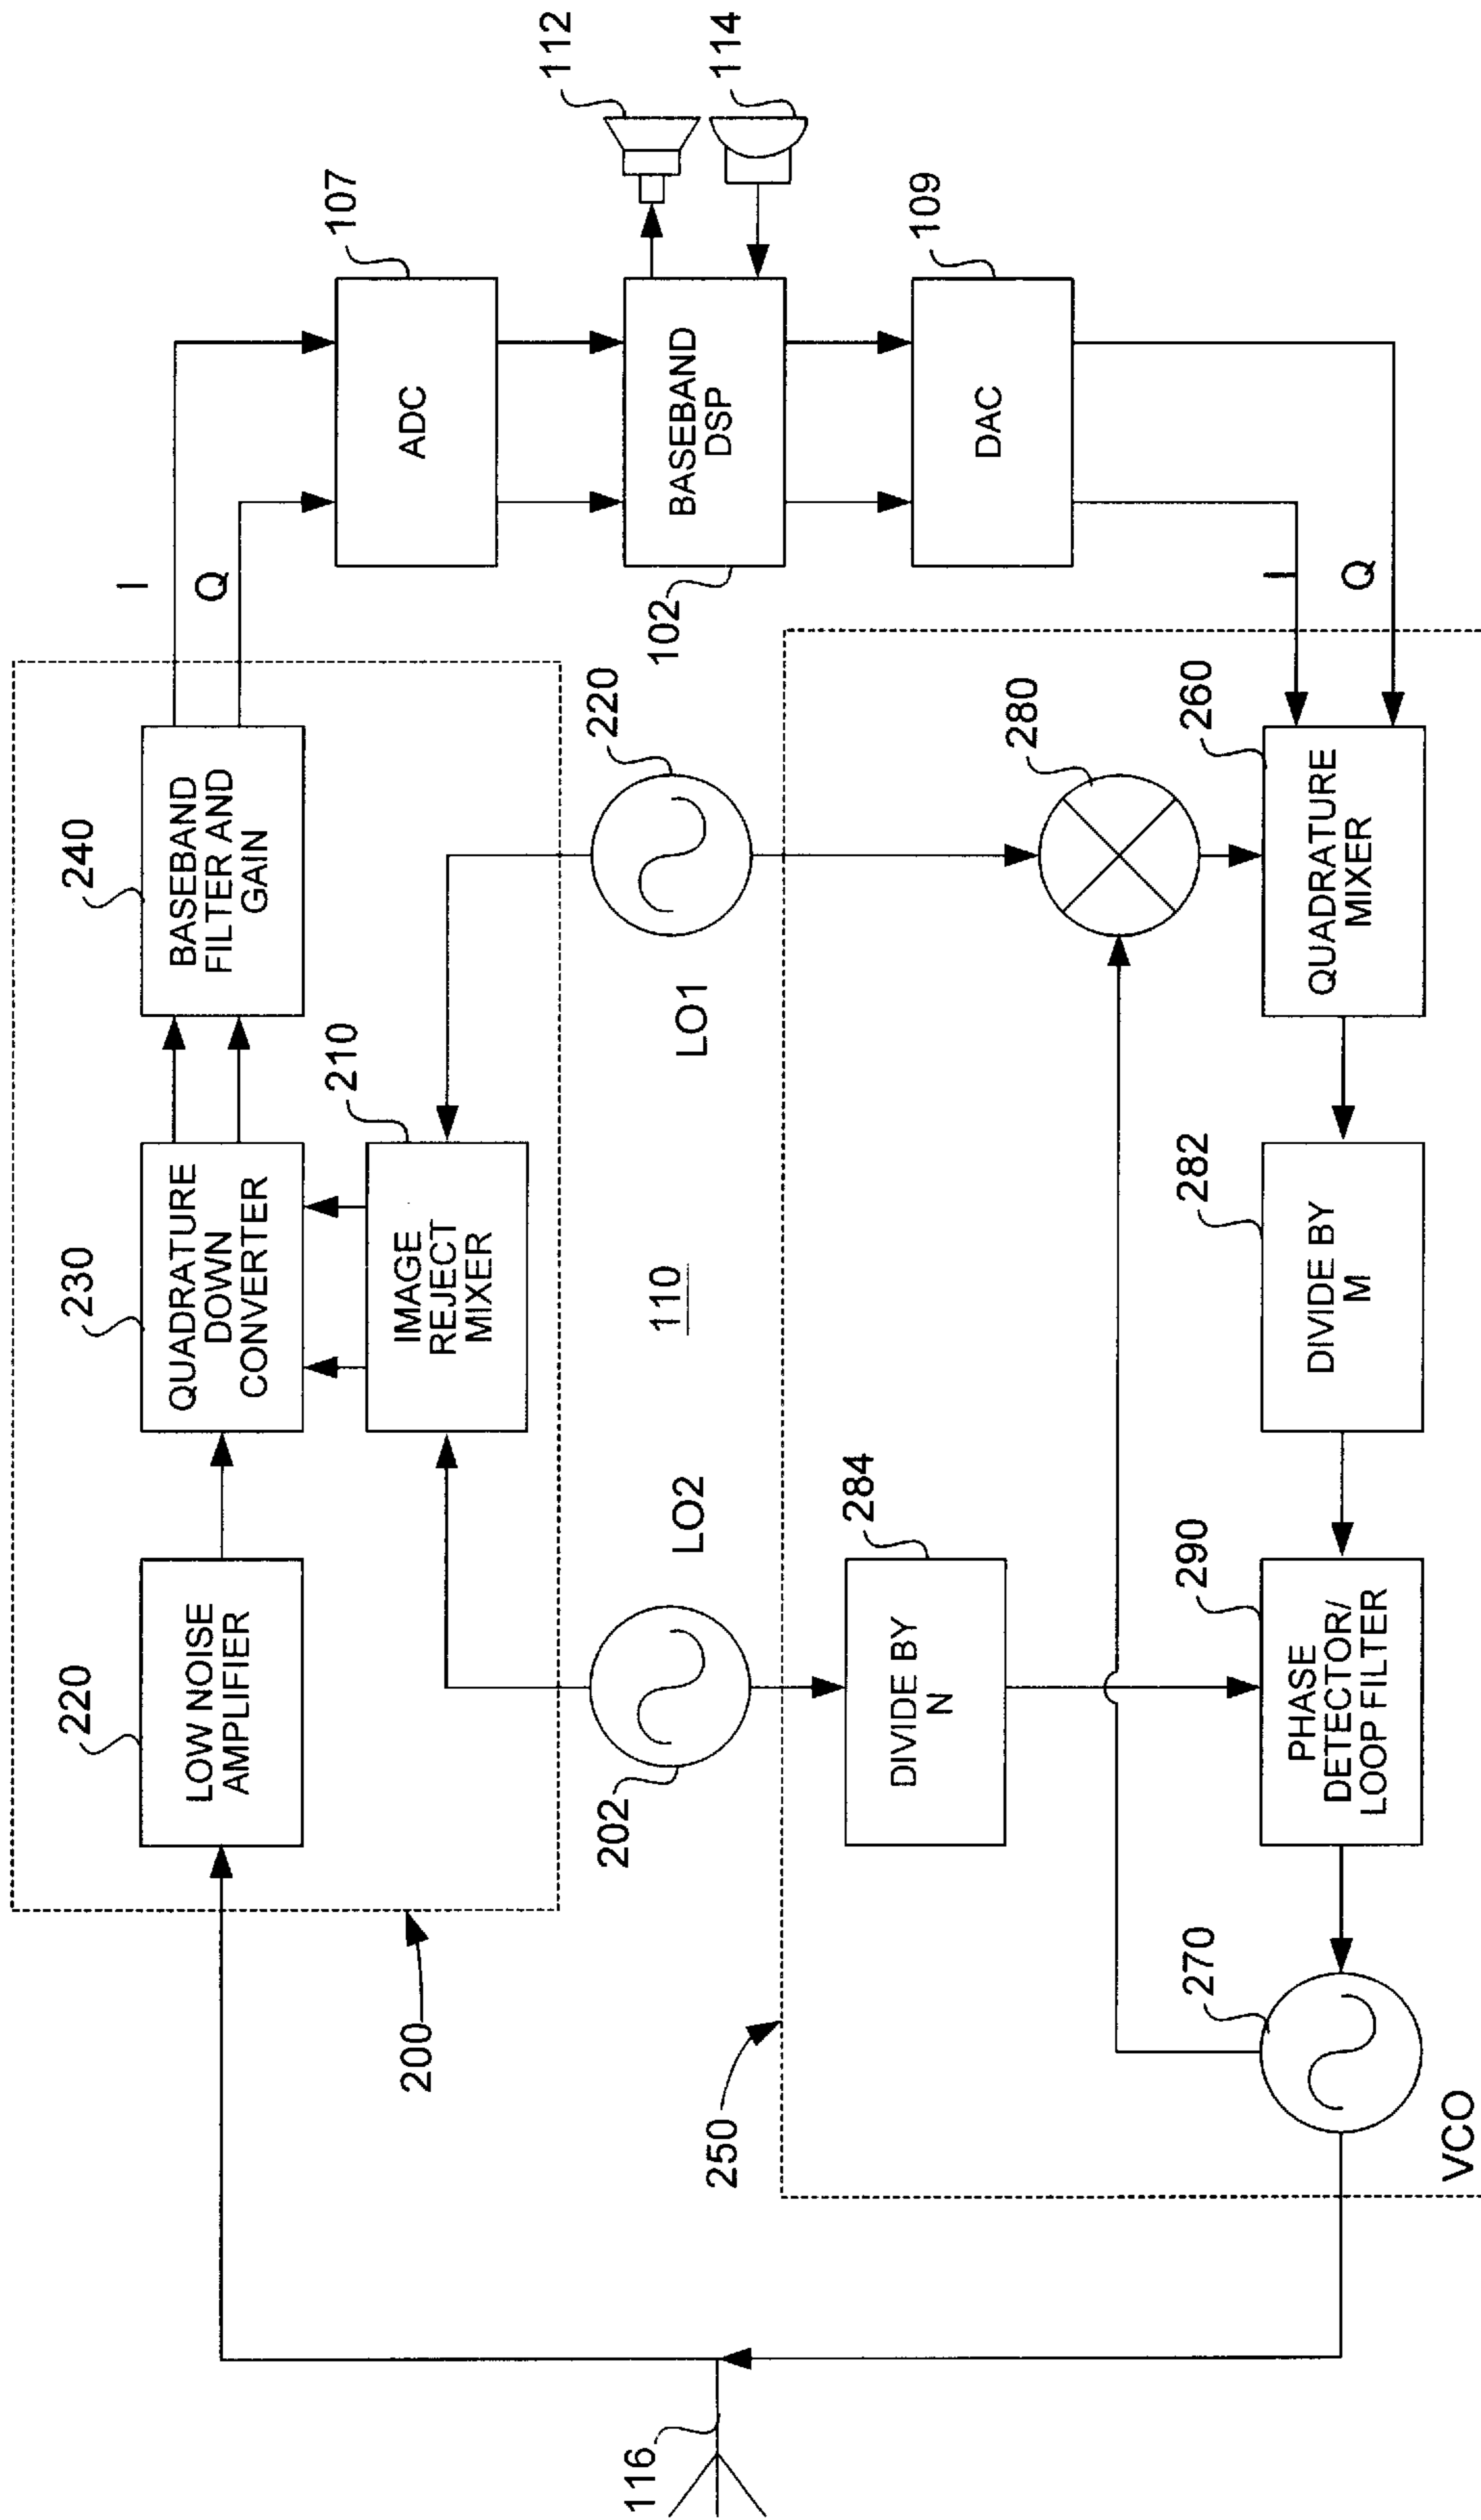 220
LOW NOISE
AMPLIFIER
230
QUADRATURE
DOWN
CONVERTER
240
BASEBAND
FILTER AND
GAIN
I
Q
107
ADC
112
114
210
IMAGE
REJECT
MIXER
200
202
LO2
110
LO1
220
102
BASEBAND
DSP
109
DAC
116
250
284
DIVIDE BY
N
280
I
Q
270
VCO
290
PHASE
DETECTOR/
LOOP FILTER
282
DIVIDE BY
M
260
QUADRATURE
MIXER